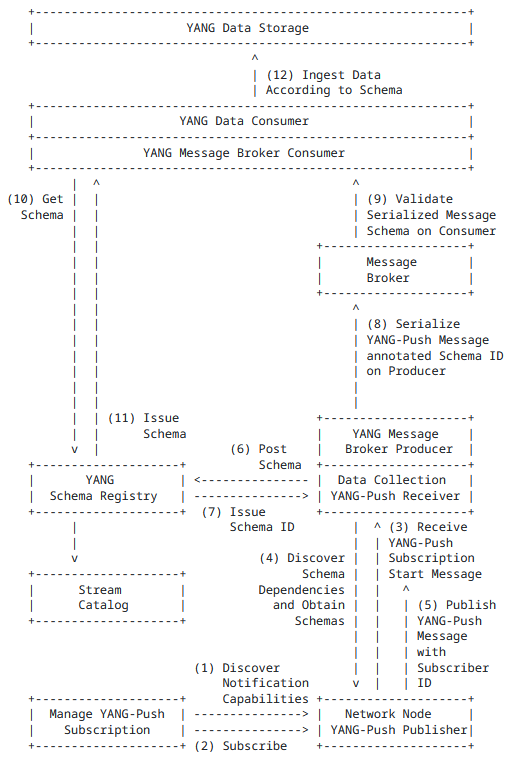 YANG Data Storage
(12) Ingest Data
According to Schema
YANG Data Consumer
YANG Message Broker Consumer
(10) Get
Schema
(9) Validate
Serialized Message
Schema on Consumer
Message
Broker
(8) Serialize
YANG-Push Message
annotated Schema ID
on Producer
(11) Issue
Schema
(6) Post
Schema
YANG Message
Broker Producer
YANG
Schema Registry
Data Collection
YANG-Push Receiver
(7) Issue
Schema ID
(3) Receive
YANG-Push
Subscription
Start Message
(4) Discover
Schema
Dependencies
and Obtain
Schemas
Stream
Catalog
(5) Publish
YANG-Push
Message
with
Subscriber
ID
(1) Discover
Notification
Capabilities
Manage YANG-Push
Subscription
Network Node
YANG-Push Publisher
(2) Subscribe